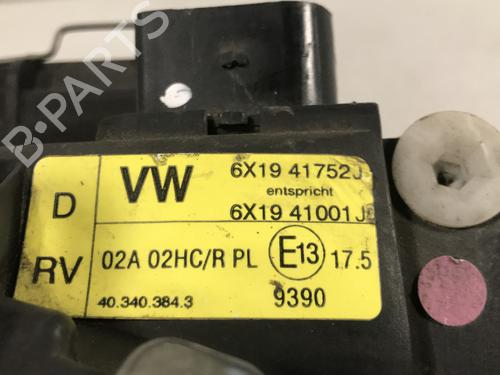 B-PARTS
D
VW
6X19 41752J
entspricht
6X19 41001J
RV
02A 02HC/R PL
E13
17.5
40.340.384.3
9390